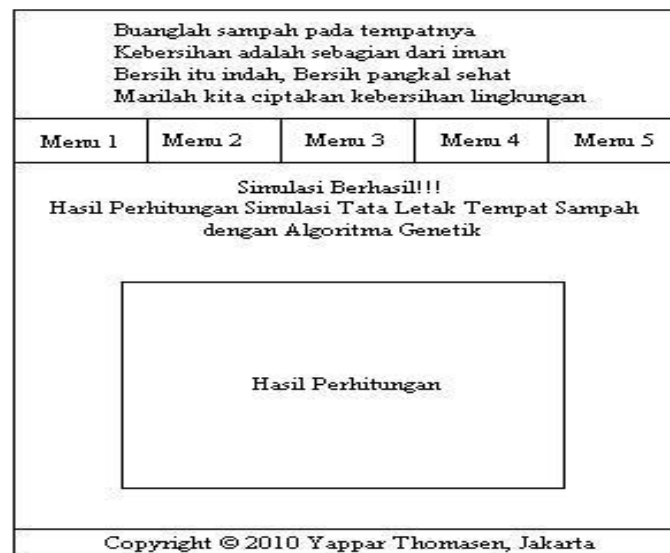 Buanglah sampah pada tempatnya
Kebersihan adalah sebagian dari iman
Bersih itu indah, Bersih pangkal sehat
Marilah kita ciptakan kebersihan lingkungan
Menu 1 Menu 2 Menu 3 Menu 4 Menu 5
Simulasi Berhasil!!!
Hasil Perhitungan Simulasi Tata Letak Tempat Sampah
dengan Algoritma Genetik
Hasil Perhitungan
Copyright © 2010 Yappar Thomasen, Jakarta